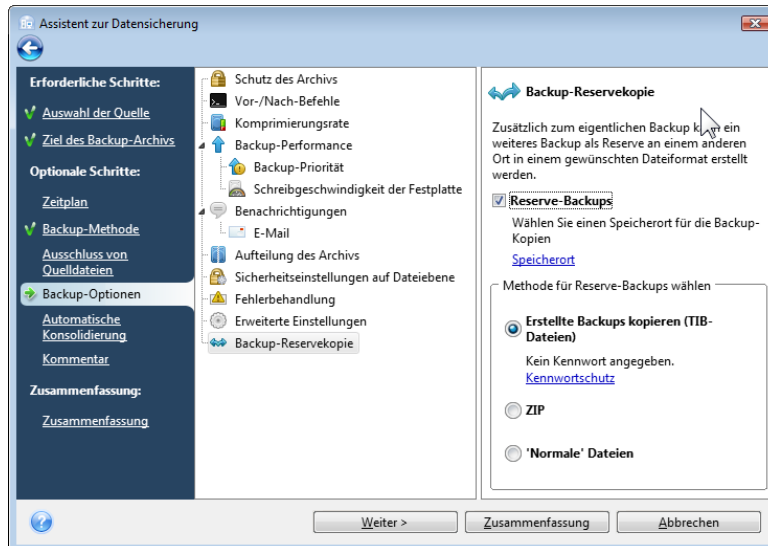 Assistent zur Datensicherung
Erforderliche Schritte:
Auswahl der Quelle
Ziel des Backup-Archivs
Optionale Schritte:
Zeitplan
Backup-Methode
Ausschluss von
Quelldateien
Backup-Optionen
Automatische
Konsolidierung
Kommentar
Zusammenfassung:
Zusammenfassung
Schutz des Archivs
Vor-/Nach-Befehle
Komprimierungsrate
Backup-Performance
Backup-Priorität
Schreibgeschwindigkeit der Festplatte
Benachrichtigungen
E-Mail
Aufteilung des Archivs
Sicherheitseinstellungen auf Dateiebene
Fehlerbehandlung
Erweiterte Einstellungen
Backup-Reservekopie
Backup-Reservekopie
Zusätzlich zum eigentlichen Backup kann ein
weiteres Backup als Reserve an einem anderen
Ort in einem gewünschten Dateiformat erstellt
werden.
Reserve-Backups
Wählen Sie einen Speicherort für die Backup-
Kopien
Speicherort
Methode für Reserve-Backups wählen
Erstellte Backups kopieren (TIB-
Dateien)
Kein Kennwort angegeben.
Kennwortschutz
ZIP
'Normale' Dateien
Weiter >
Zusammenfassung
Abbrechen